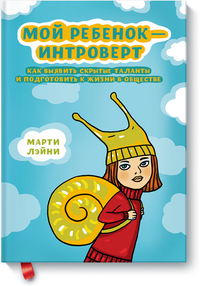 МОЙ РЕБЕНОК —
ИНТРОВЕРТ
КАК ВЫЯВИТЬ СКРЫТЫЕ ТАЛАНТЫ
И ПОДГОТОВИТЬ К ЖИЗНИ В ОБЩЕСТВЕ
МАРТИ
ЛЭЙНИ